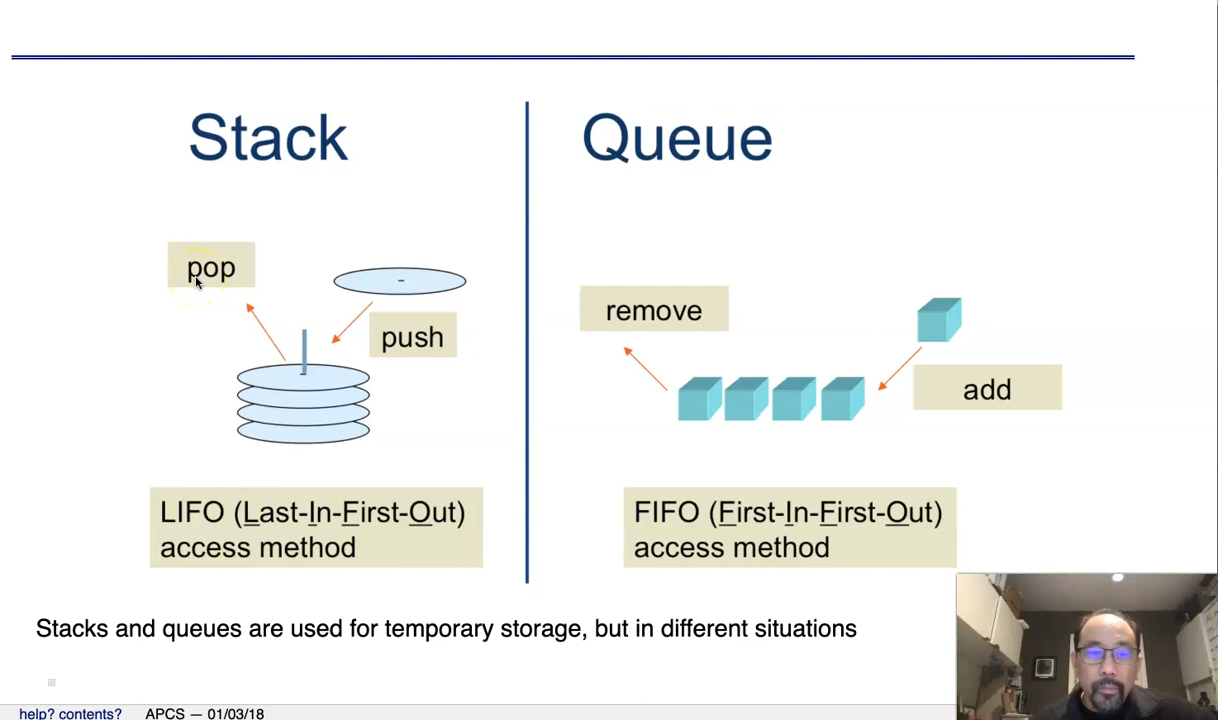 Stack
Queue
pop
push
remove
add
LIFO (Last-In-First-Out)
access method
FIFO (First-In-First-Out)
access method
Stacks and queues are used for temporary storage, but in different situations
help? contents? APCS — 01/03/18